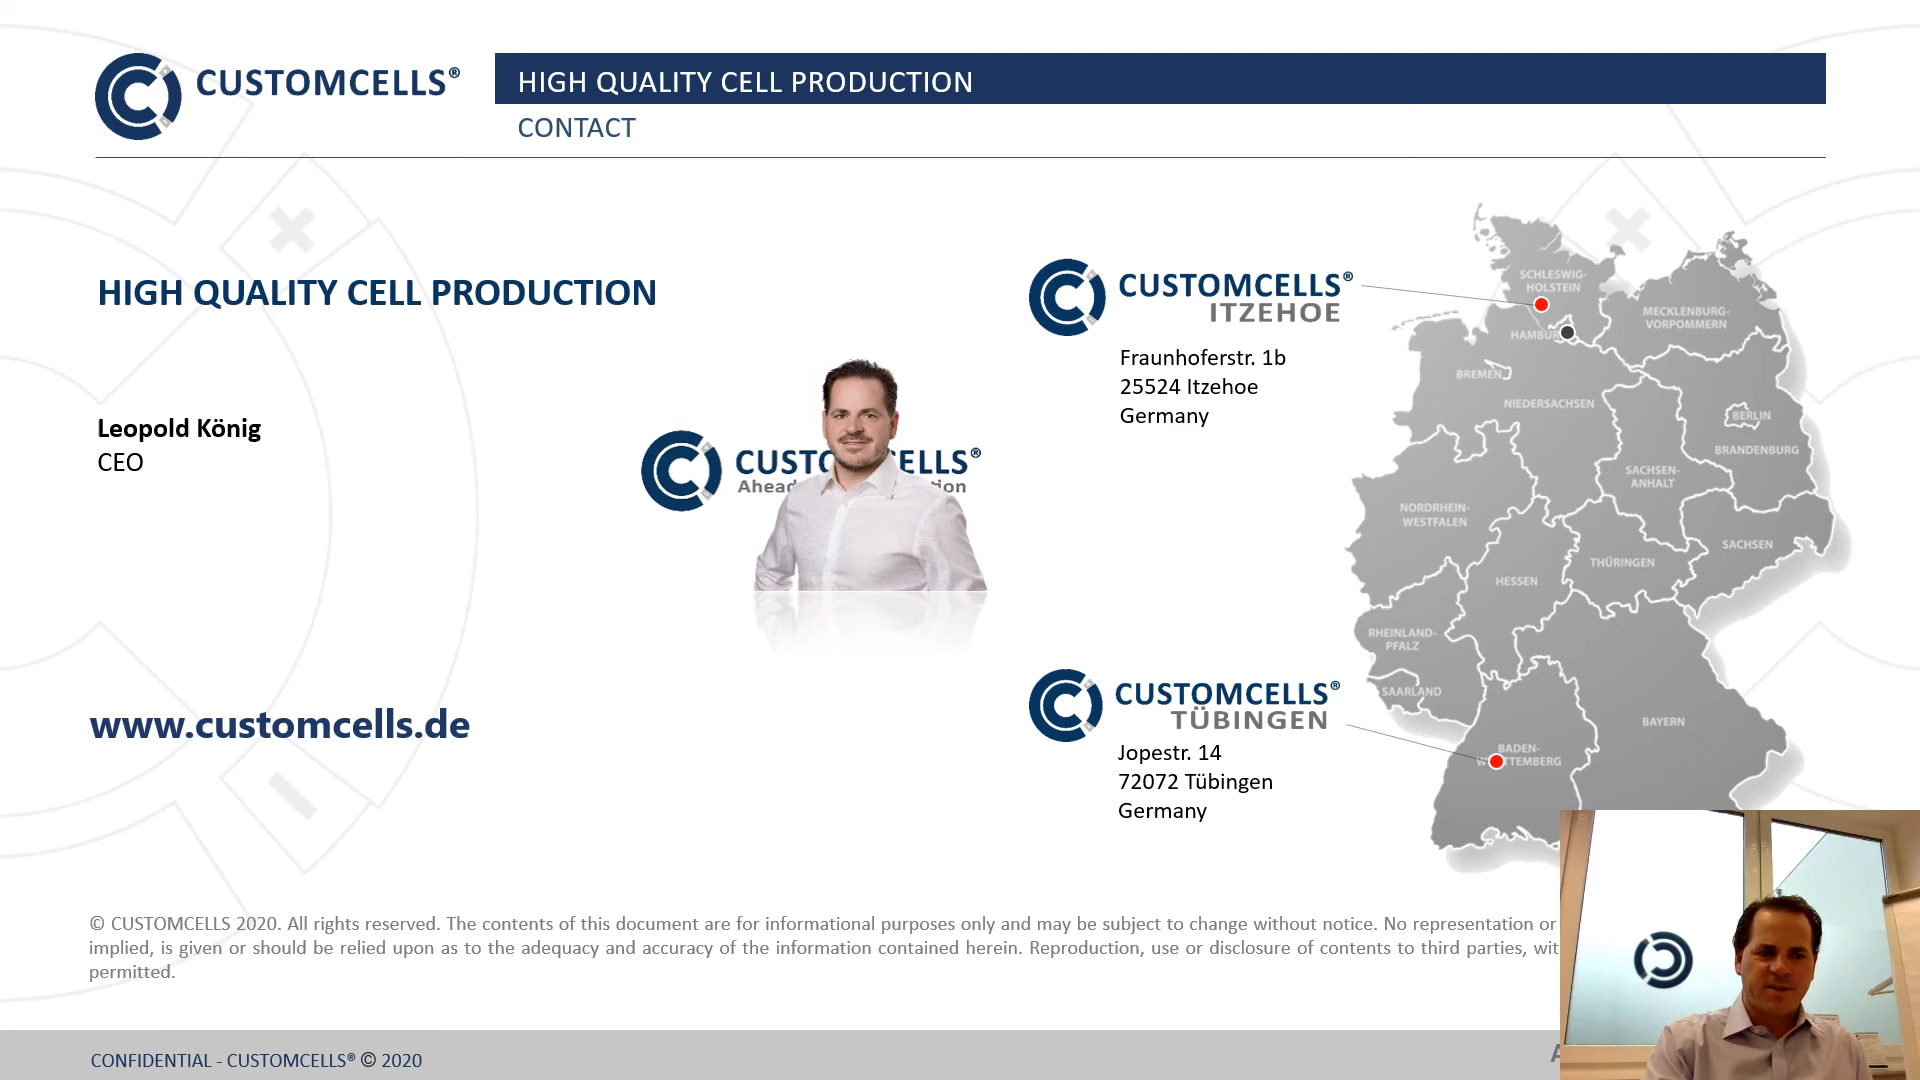 CUSTOMCELLS®
HIGH QUALITY CELL PRODUCTION
CONTACT
HIGH QUALITY CELL PRODUCTION
Leopold König
CEO
www.customcells.de
CUSTOMCELLS®
ITZEHOE
Fraunhoferstr. 1b
25524 Itzehoe
Germany
CUSTOMCELLS®
TÜBINGEN
Jopestr. 14
72072 Tübingen
Germany
SCHLESWIG-
HOLSTEIN
MECKLENBURG-
VORPOMMERN
BREMEN
NIEDERSACHSEN
BERLIN
BRANDENBURG
SACHSEN-
ANHALT
NORDRHEIN-
WESTFALEN
SACHSEN
THÜRINGEN
HESSEN
RHEINLAND-
PFALZ
SAARLAND
BAYERN
BADEN-
© CUSTOMCELLS 2020. All rights reserved. The contents of this document are for informational purposes only and may be subject to change without notice. No representation or
implied, is given or should be relied upon as to the adequacy and accuracy of the information contained herein. Reproduction, use or disclosure of contents to third parties,
permitted.
CONFIDENTIAL - CUSTOMCELLS® © 2020